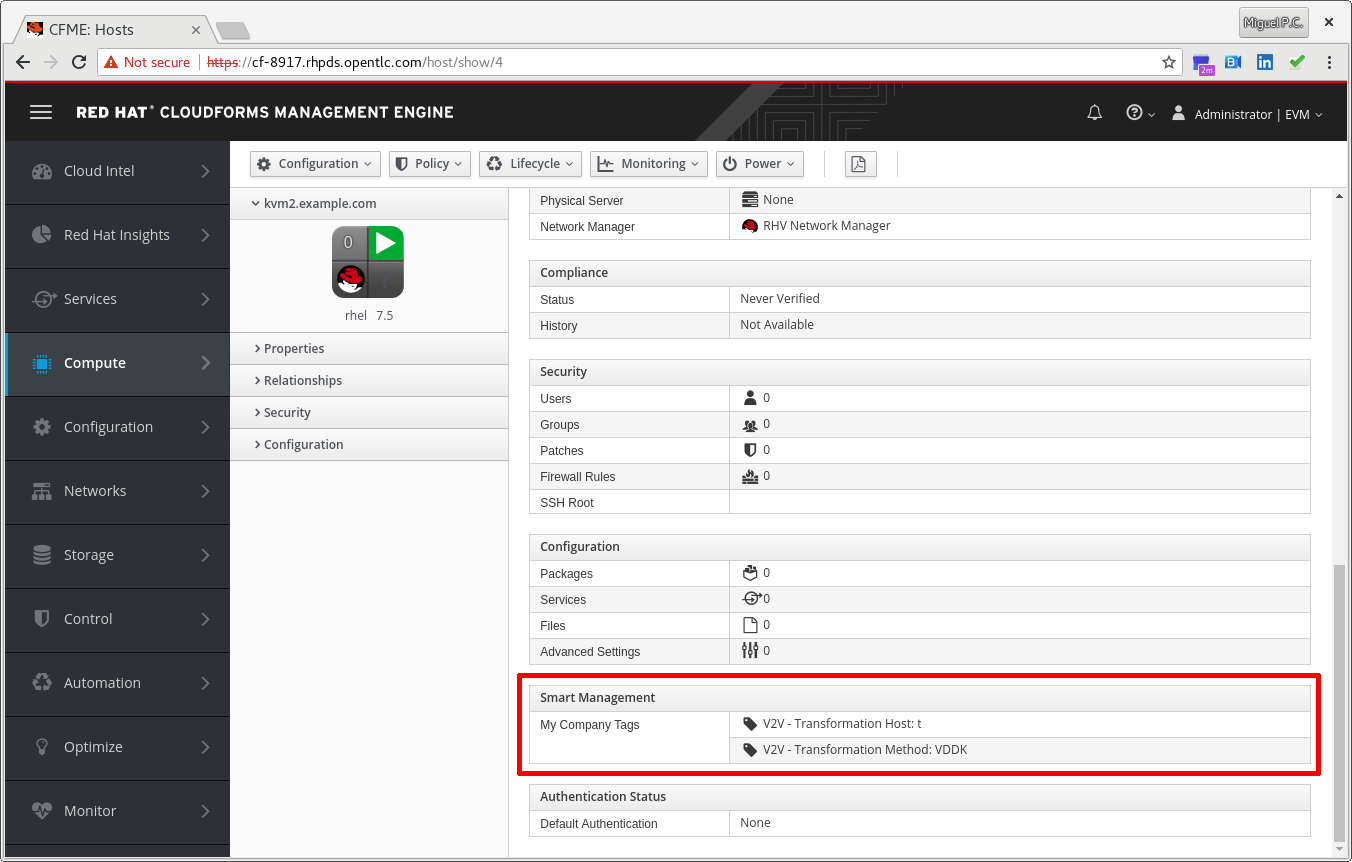 CFME: Hosts
Miguel P.C.
Not secure https://cf-8917.rhpds.opentlc.com/host/show/4
2m
B
in
RED HAT® CLOUDFORMS MANAGEMENT ENGINE
Administrator | EVM
Cloud Intel
Red Hat Insights
Services
Compute
Configuration
Networks
Storage
Control
Automation
Optimize
Monitor
Configuration Policy Lifecycle Monitoring Power
kvm2.example.com
0
rhel 7.5
Properties
Relationships
Security
Configuration
Physical Server None
Network Manager RHV Network Manager
Compliance
Status Never Verified
History Not Available
Security
Users 0
Groups 0
Patches 0
Firewall Rules 0
SSH Root
Configuration
Packages 0
Services 0
Files 0
Advanced Settings 0
Smart Management
My Company Tags V2V - Transformation Host: t
V2V - Transformation Method: VDDK
Authentication Status
Default Authentication None